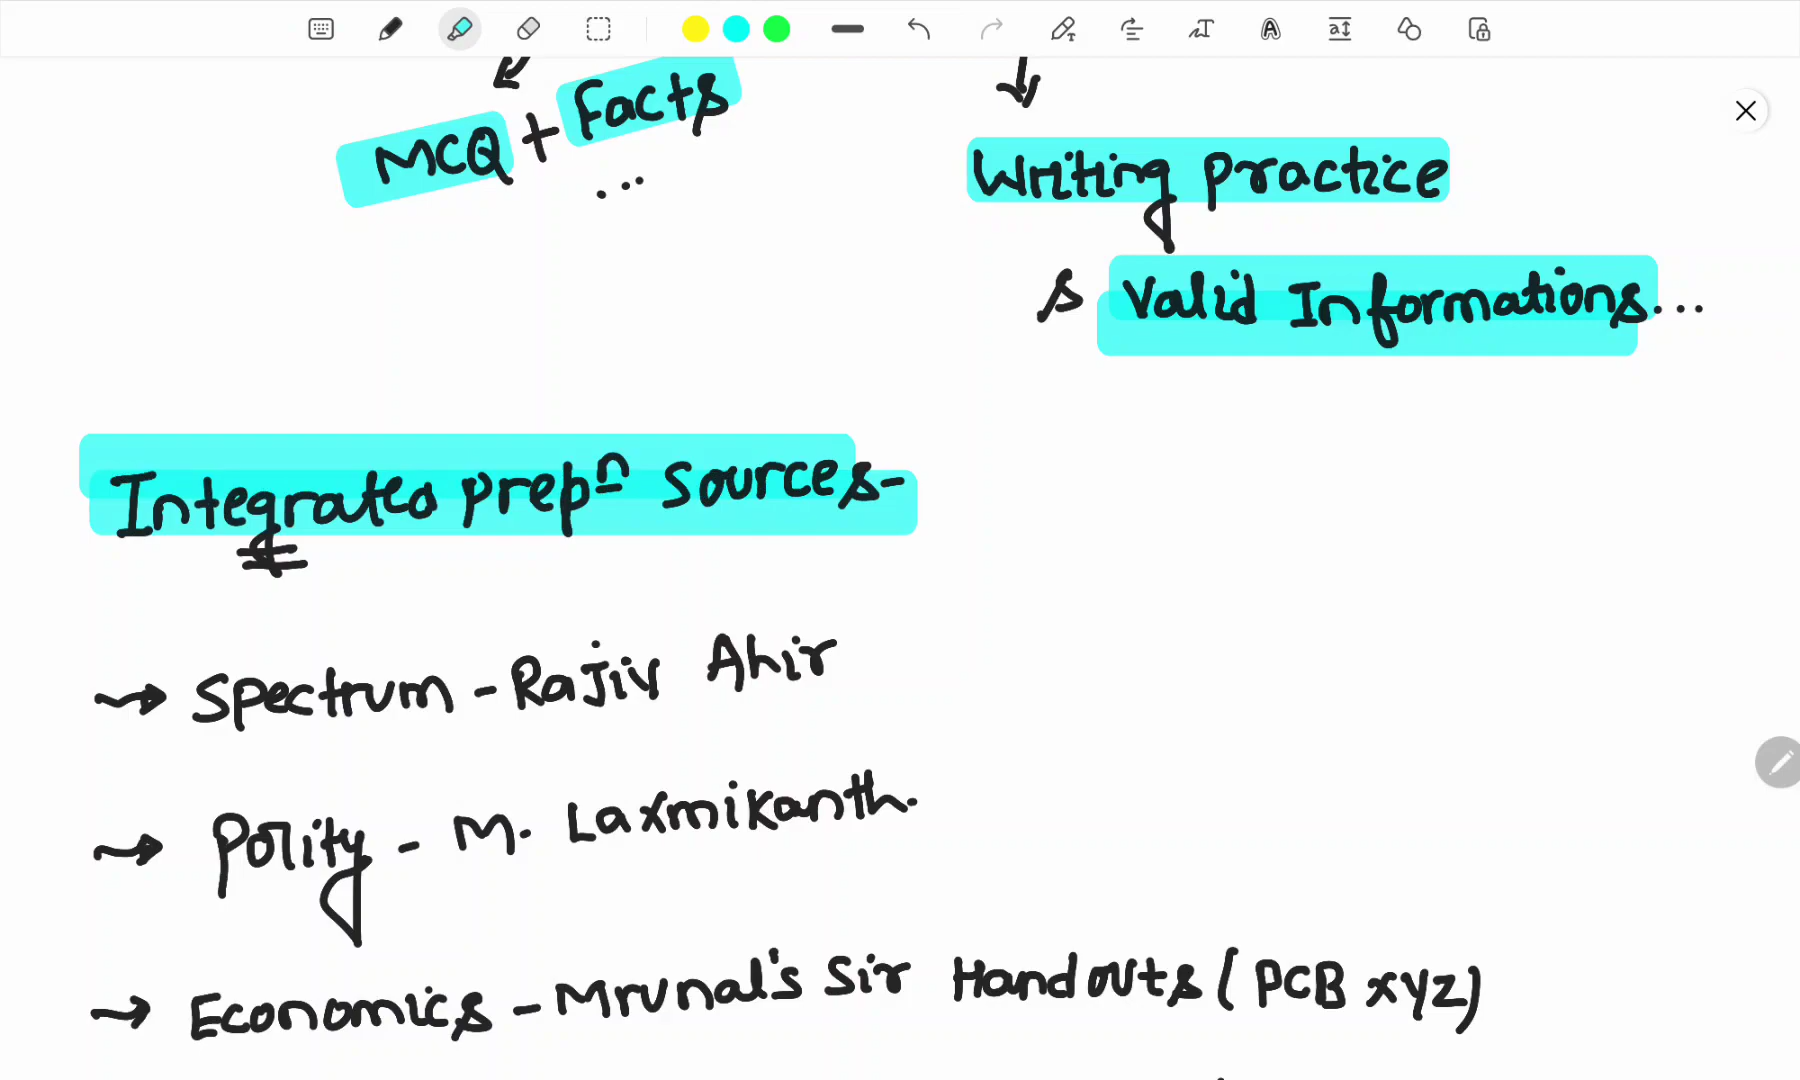 MCQ + Facts
...
Writing Practice
& Valid Informations...
Integrated prepn sources-
→ Spectrum - Rajiv Ahir
→ Polity - M. Laxmikanth.
→ Economics - Mrunal's Sir Handouts (PCB xyz)